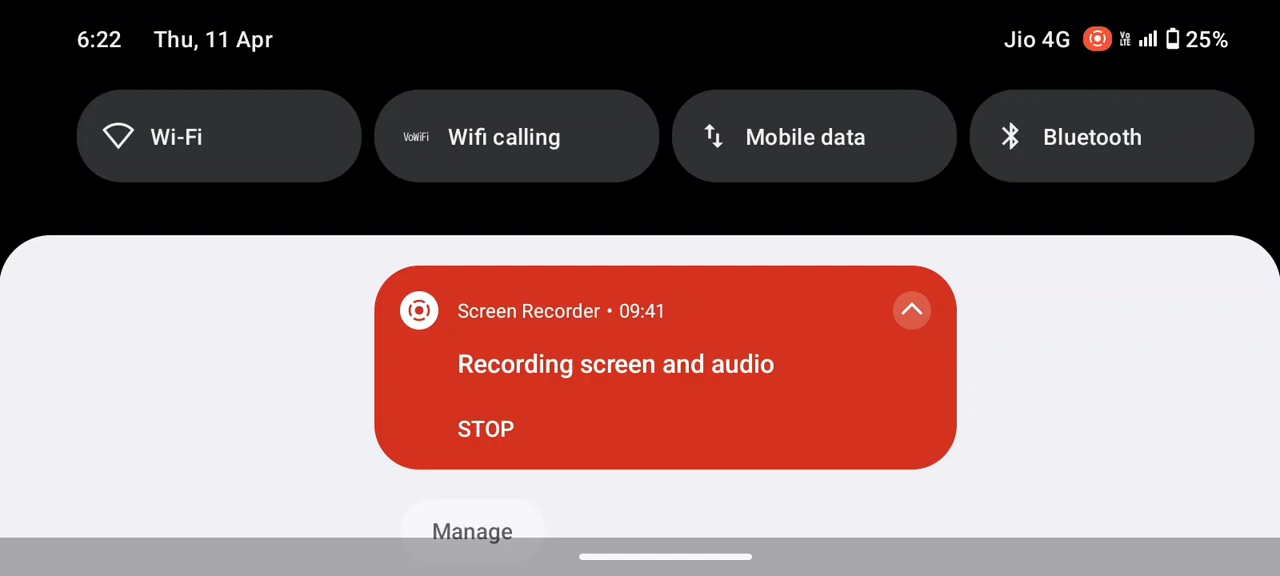 6:22 Thu, 11 Apr Jio 4G Vo LTE 25%
Wi-Fi VoWiFi Wifi calling Mobile data Bluetooth
Screen Recorder • 09:41
Recording screen and audio
STOP
Manage